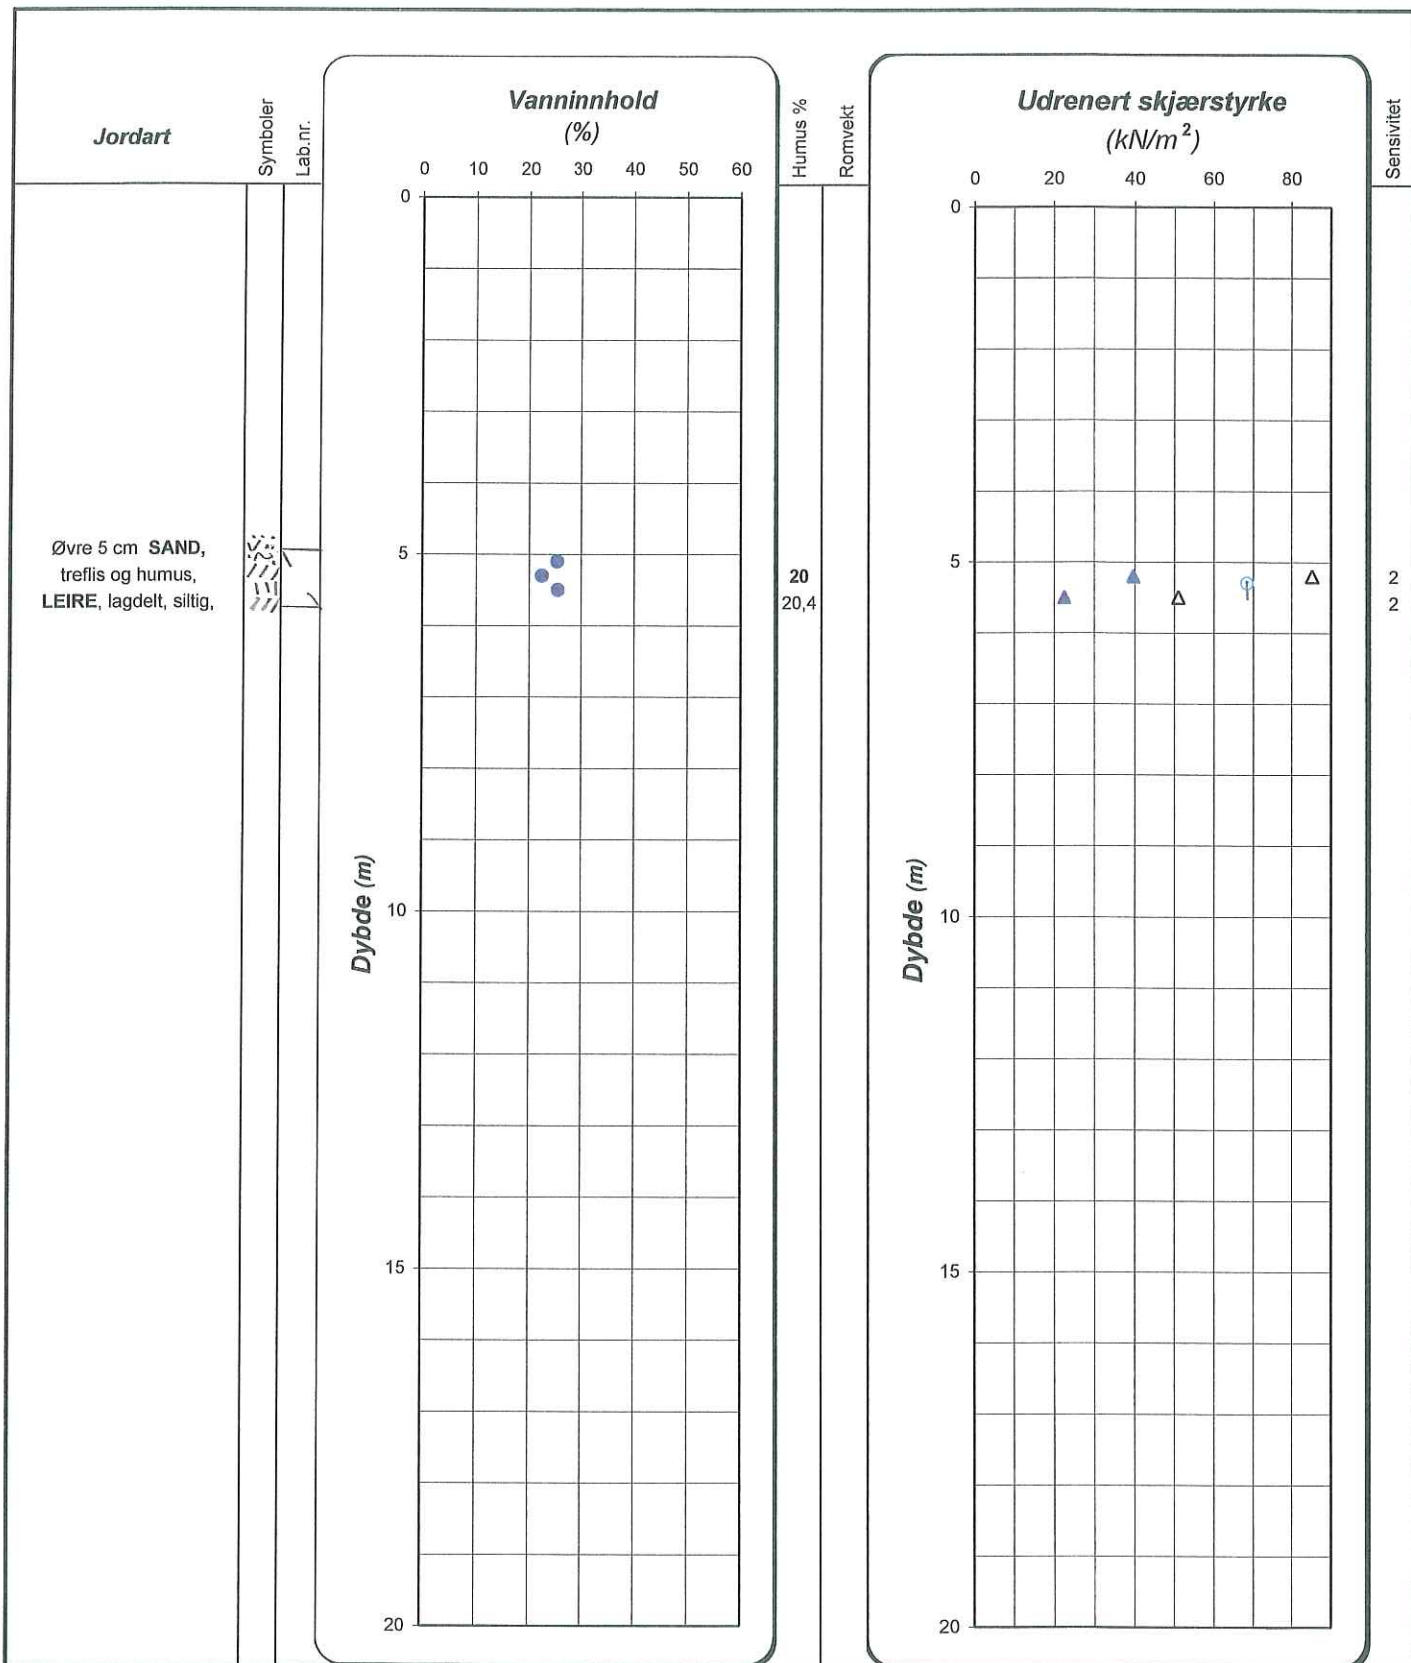 Jordart
Symboler
Lab.nr.
Vanninnhold
(%)
0 10 20 30 40 50 60
0
5
10
15
20
Dybde (m)
Humus %
Romvekt
Udrenert skjærstyrke
(kN/m²)
0 20 40 60 80
0
5
10
15
20
Dybde (m)
Sensivitet
Øvre 5 cm SAND,
treflis og humus,
LEIRE, lagdelt, siltig,
20
20,4
2
2